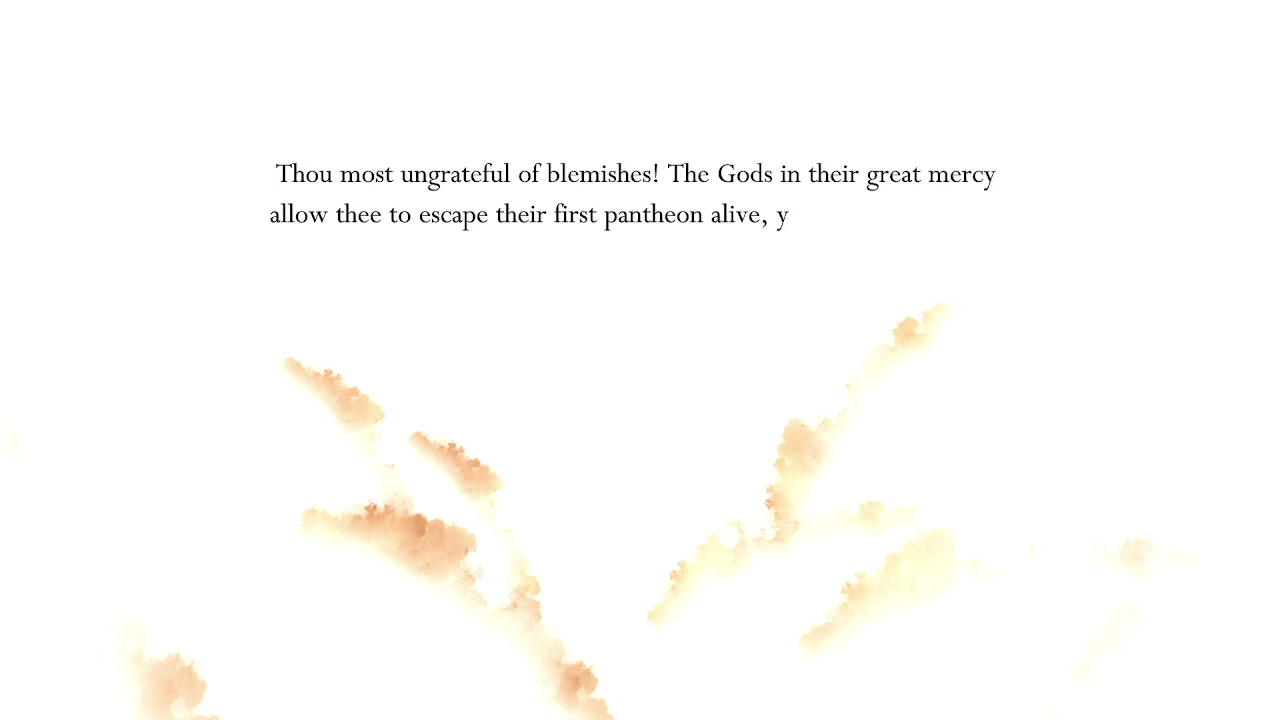 Thou most ungrateful of blemishes! The Gods in their great mercy
allow thee to escape their first pantheon alive, y